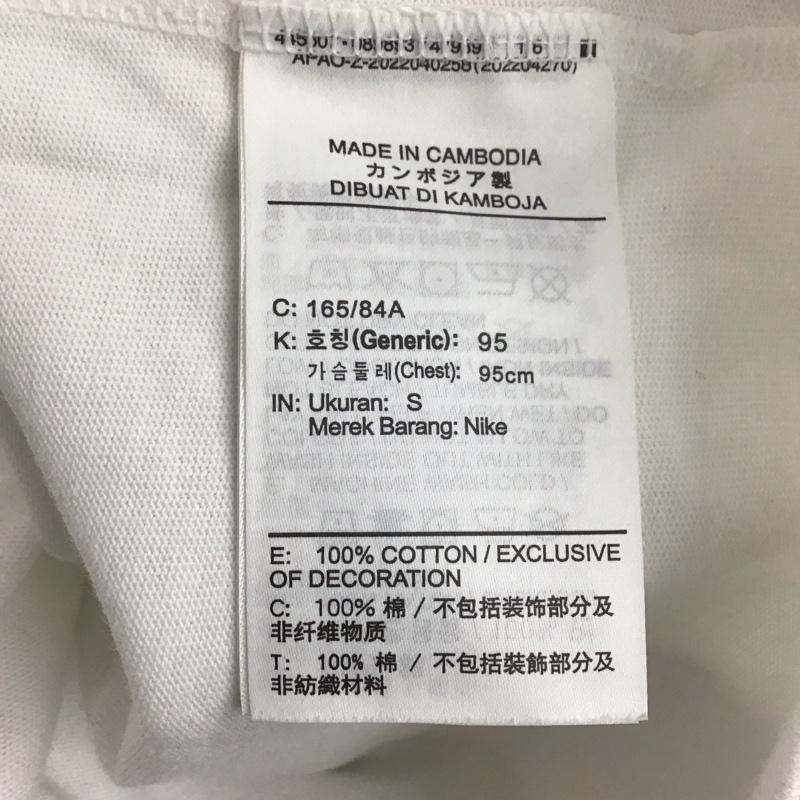 APAO-Z-2022040258(202204270)
MADE IN CAMBODIA
カンボジア製
DIBUAT DI KAMBOJA
C: 165/84A
K: 호칭(Generic): 95
가슴둘레(Chest): 95cm
IN: Ukuran: S
Merek Barang: Nike
E: 100% COTTON / EXCLUSIVE
OF DECORATION
C: 100% 棉 / 不包括装饰部分及
非纤维物质
T: 100% 棉 / 不包括裝飾部分及
非紡織材料